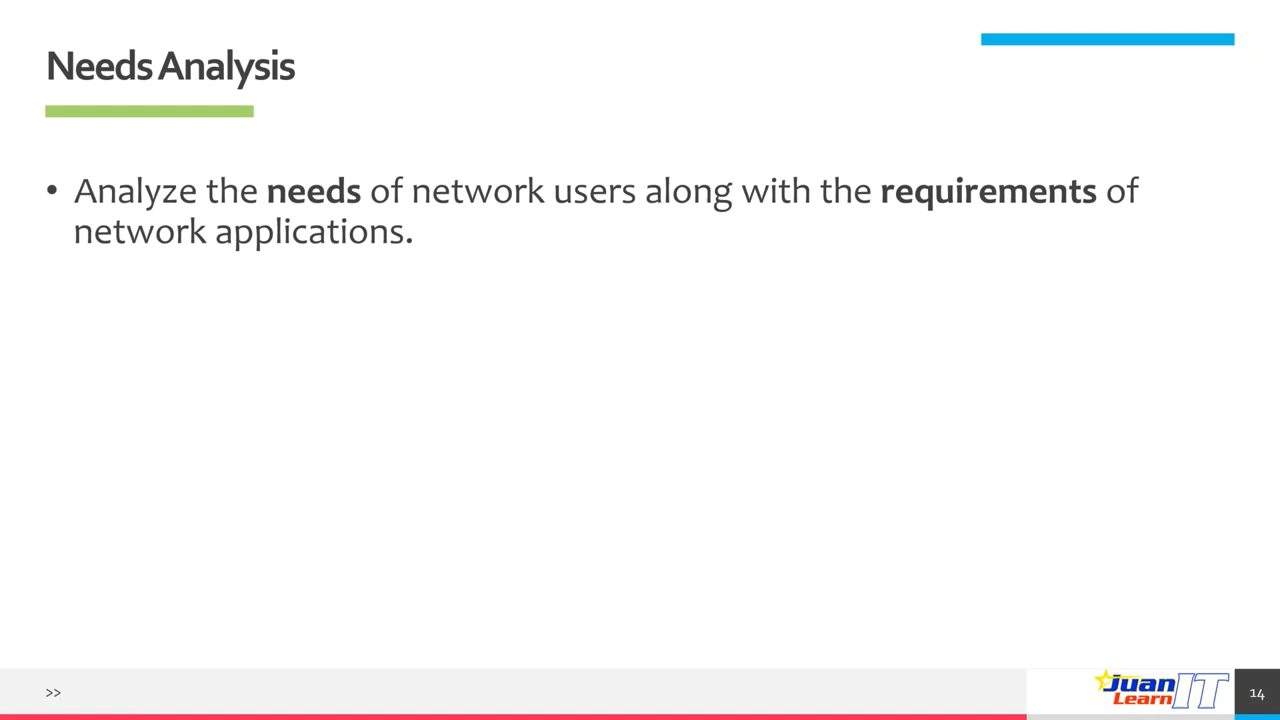 Needs Analysis
• Analyze the needs of network users along with the requirements of
network applications.
>>
Juan
Learn
IT
14